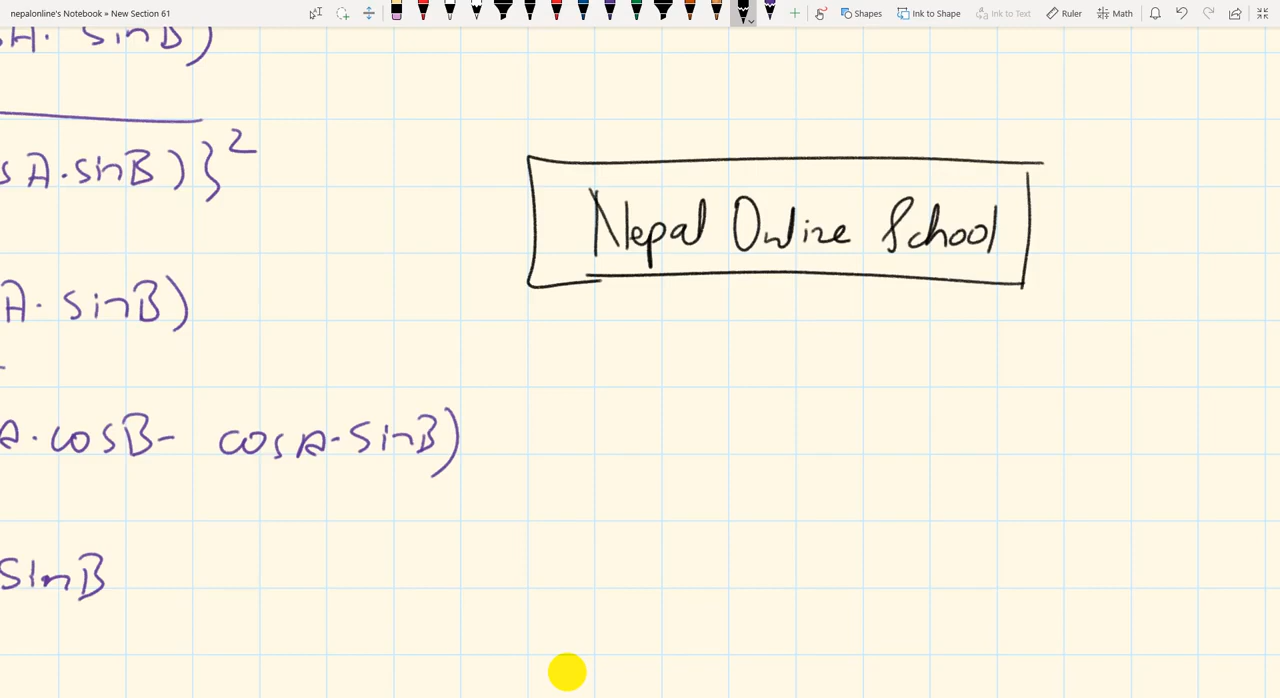 nepalonline's Notebook » New Section 61
Shapes
Ink to Shape
Ink to Text
Ruler
Math
A. sinB)
s A.sinB)}²
Nepal Online School
A. sinB)
A.cosB- cosA.SinB)
SinB